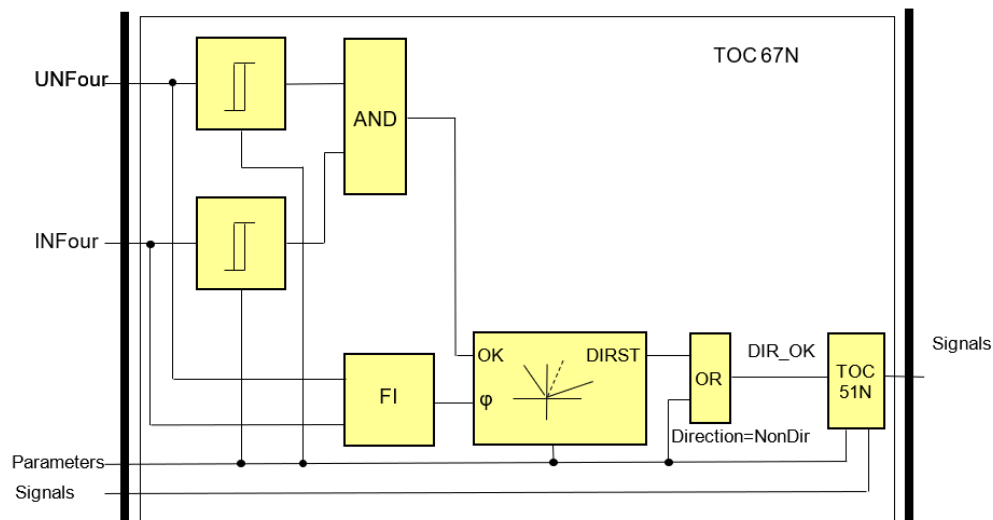 TOC 67N
UNFour
AND
INFour
OK
DIRST
φ
FI
OR
DIR_OK
TOC
51N
Signals
Direction=NonDir
Parameters
Signals